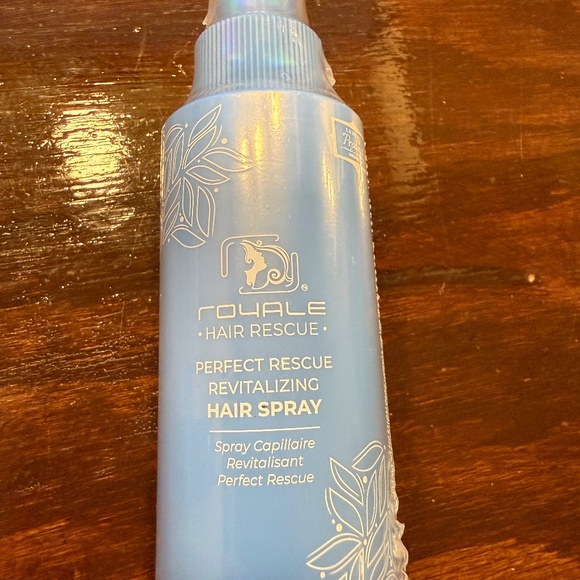 ROYALE
• HAIR RESCUE •
PERFECT RESCUE
REVITALIZING
HAIR SPRAY
Spray Capillaire
Revitalisant
Perfect Rescue